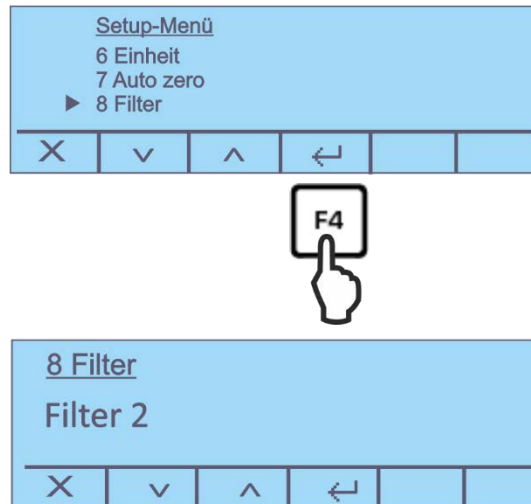 Setup-Menü
6 Einheit
7 Auto zero
▶ 8 Filter
X ∨ ∧ ↵
F4
8 Filter
Filter 2
X ∨ ∧ ↵